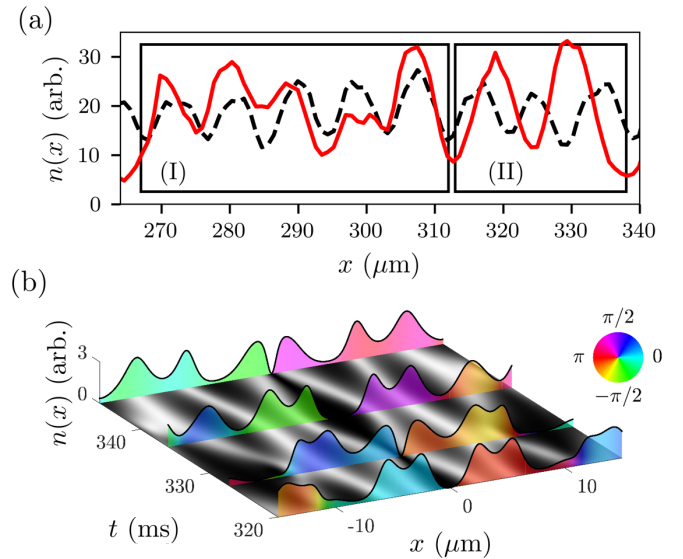 (a)
n(x) (arb.)
30
20
10
0
(I)
(II)
270 280 290 300 310 320 330 340
x (μm)
(b)
n(x) (arb.)
3
0
π/2
π
0
−π/2
340
330
320
t (ms)
-10
0
10
x (μm)